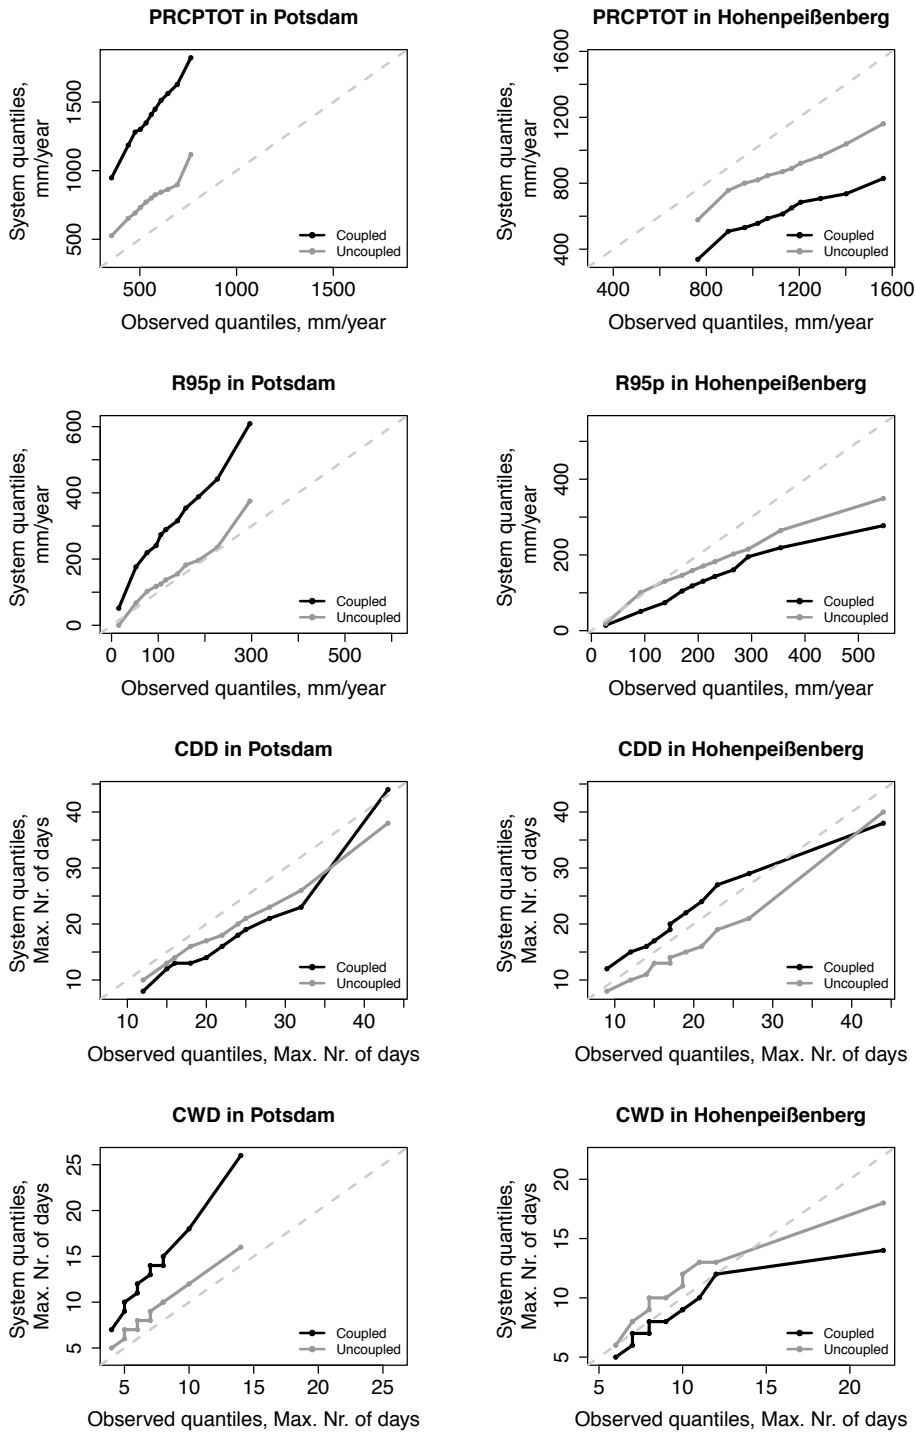 PRCPTOT in Potsdam
System quantiles,
mm/year
1500
1000
500
Coupled
Uncoupled
500 1000 1500
Observed quantiles, mm/year
PRCPTOT in Hohenpeißenberg
System quantiles,
mm/year
1600
1200
800
400
Coupled
Uncoupled
400 800 1200 1600
Observed quantiles, mm/year
R95p in Potsdam
System quantiles,
mm/year
600
400
200
0
Coupled
Uncoupled
0 100 300 500
Observed quantiles, mm/year
R95p in Hohenpeißenberg
System quantiles,
mm/year
400
200
0
Coupled
Uncoupled
0 100 200 300 400 500
Observed quantiles, mm/year
CDD in Potsdam
System quantiles,
Max. Nr. of days
40
30
20
10
Coupled
Uncoupled
10 20 30 40
Observed quantiles, Max. Nr. of days
CDD in Hohenpeißenberg
System quantiles,
Max. Nr. of days
40
30
20
10
Coupled
Uncoupled
10 20 30 40
Observed quantiles, Max. Nr. of days
CWD in Potsdam
System quantiles,
Max. Nr. of days
25
20
15
10
5
Coupled
Uncoupled
5 10 15 20 25
Observed quantiles, Max. Nr. of days
CWD in Hohenpeißenberg
System quantiles,
Max. Nr. of days
20
15
10
5
Coupled
Uncoupled
5 10 15 20
Observed quantiles, Max. Nr. of days